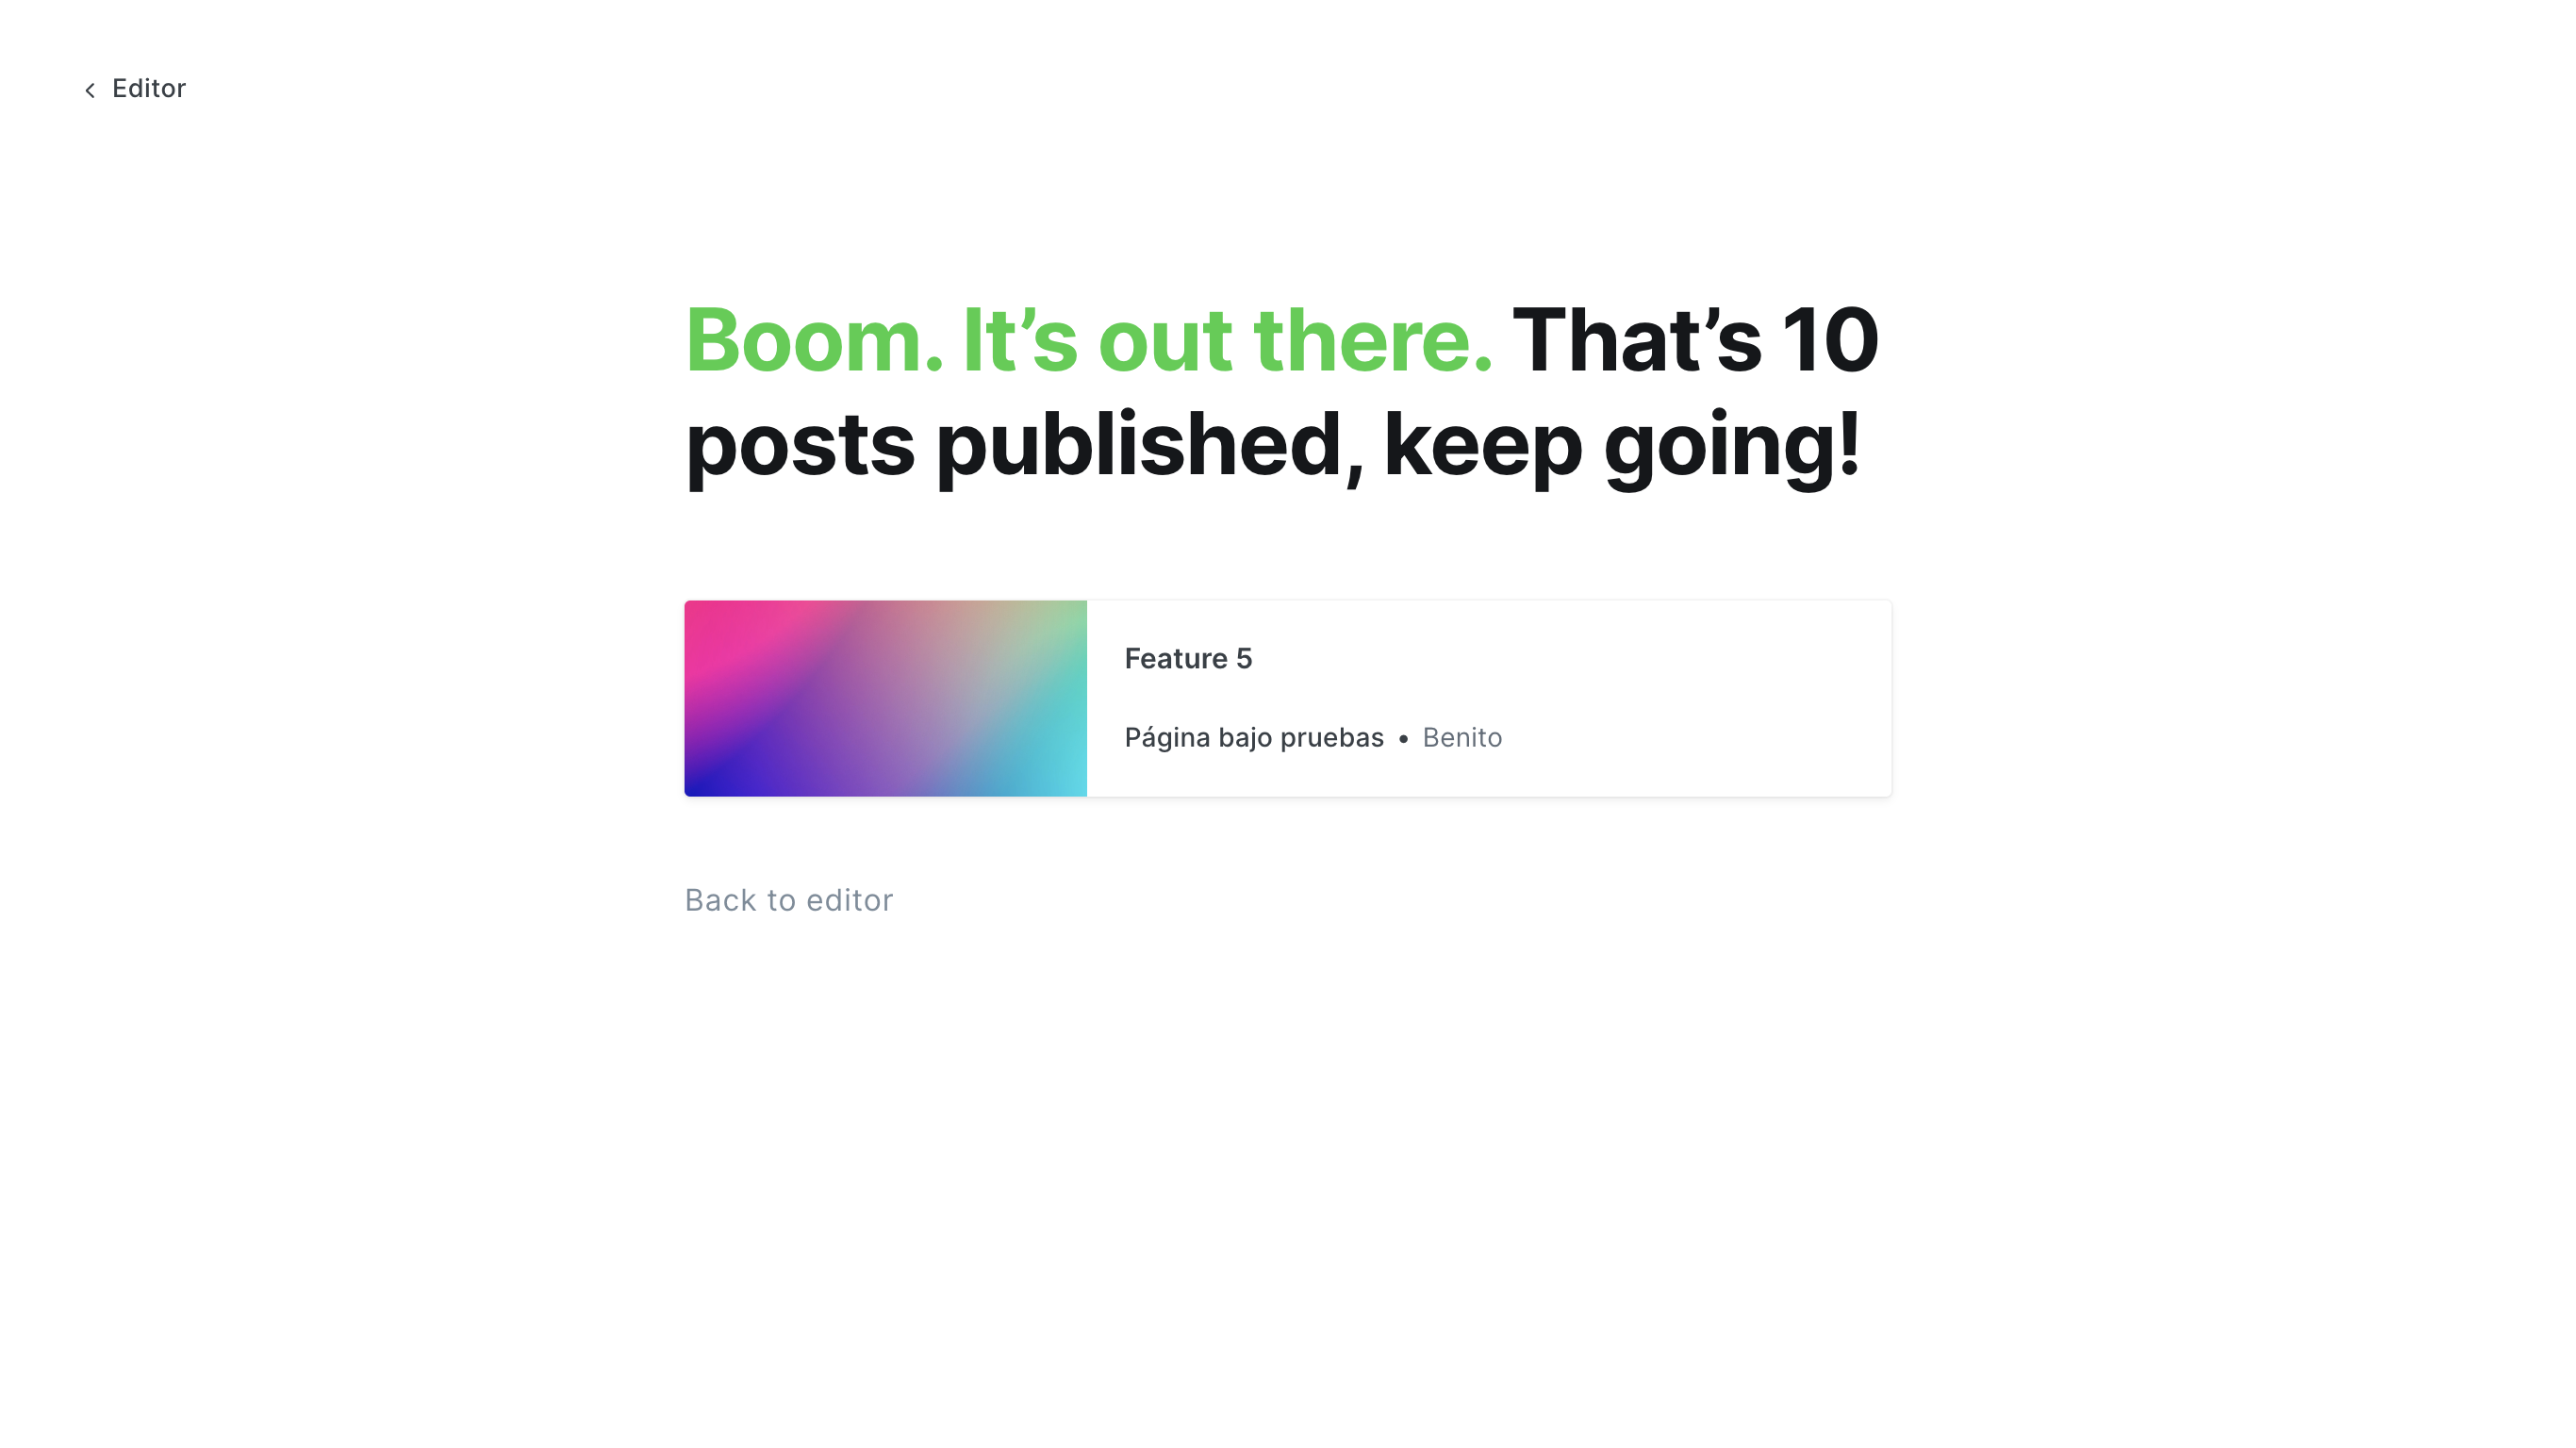 Editor
Boom. It’s out there. That’s 10
posts published, keep going!
Feature 5
Página bajo pruebas • Benito
Back to editor